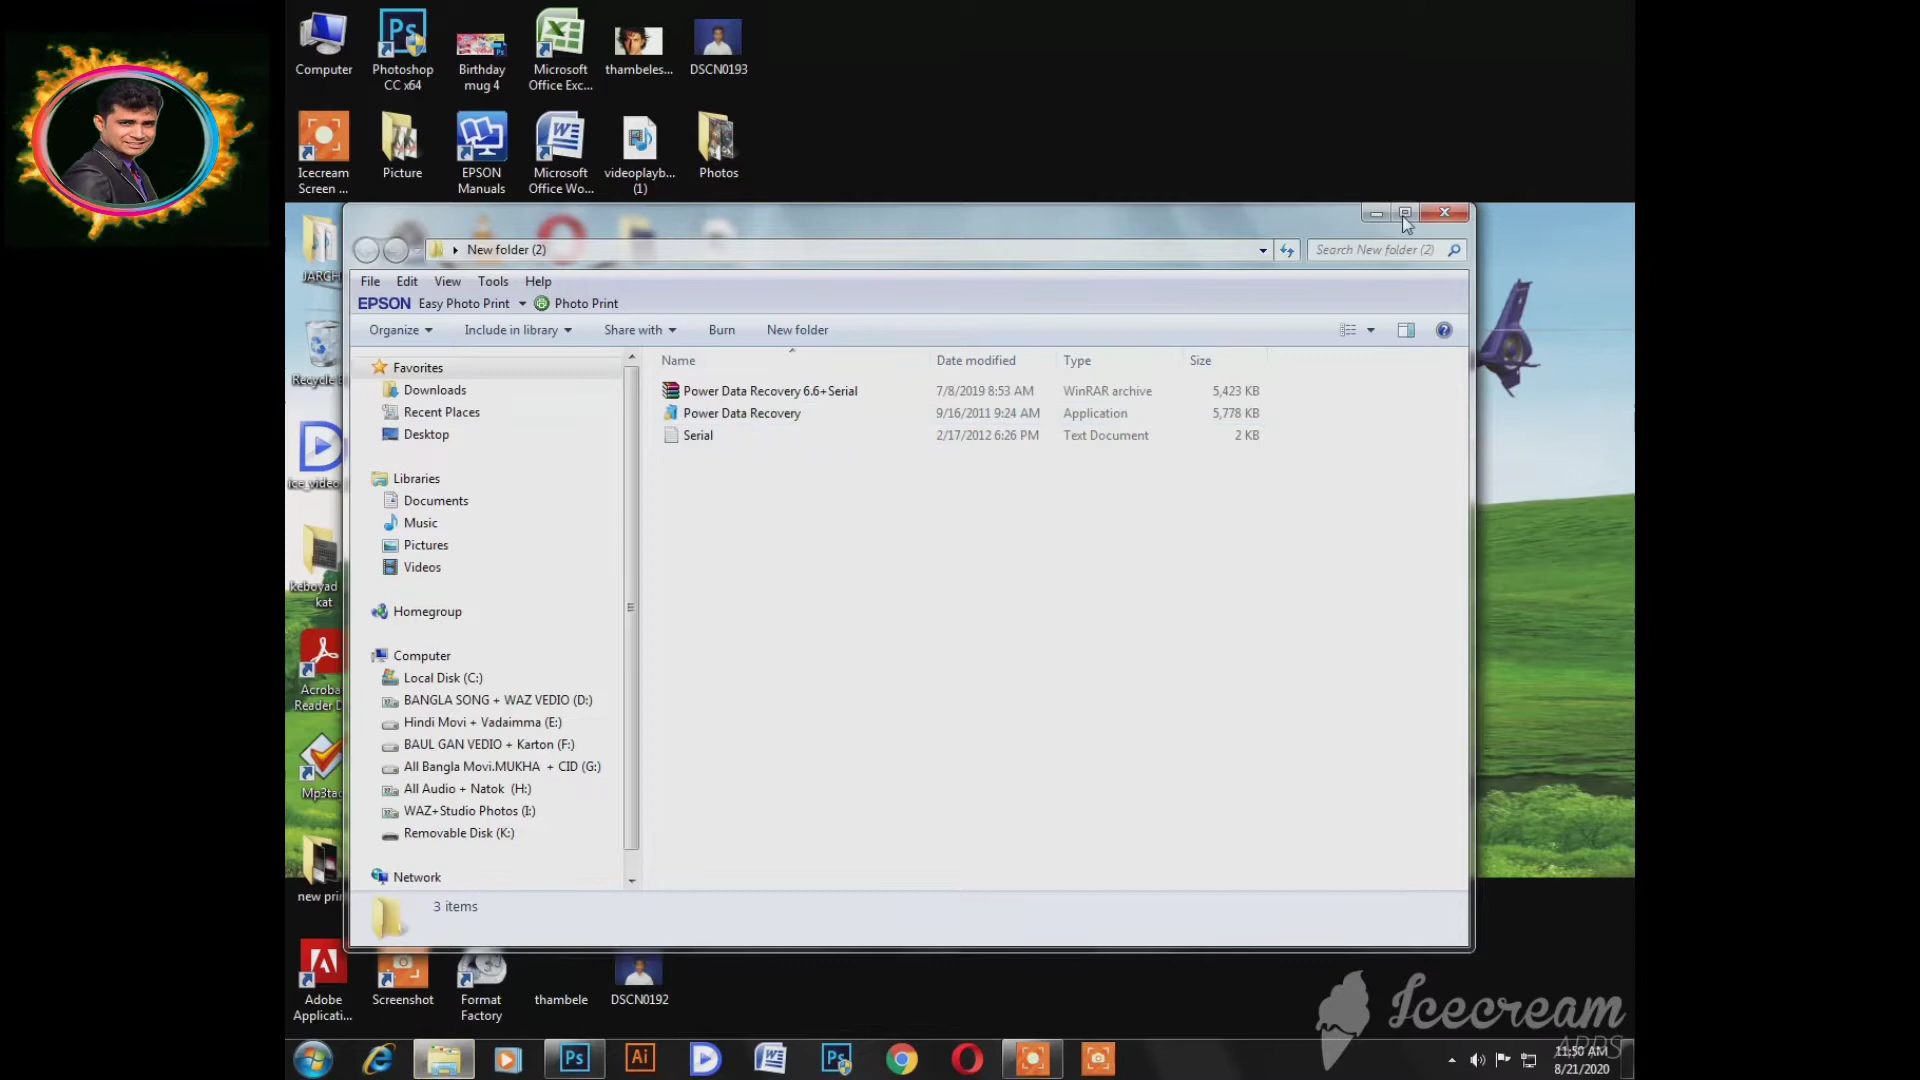 Computer
Photoshop CC x64
Birthday mug 4
Microsoft Office Exc...
thambeles...
DSCN0193
Icecream Screen ...
Picture
EPSON Manuals
Microsoft Office Wo...
videoplayb... (1)
Photos
New folder (2)
Search New folder (2)
File Edit View Tools Help
EPSON Easy Photo Print Photo Print
Organize Include in library Share with Burn New folder
Name Date modified Type Size
Power Data Recovery 6.6+Serial 7/8/2019 8:53 AM WinRAR archive 5,423 KB
Power Data Recovery 9/16/2011 9:24 AM Application 5,778 KB
Serial 2/17/2012 6:26 PM Text Document 2 KB
Favorites
Downloads
Recent Places
Desktop
Libraries
Documents
Music
Pictures
Videos
Homegroup
Computer
Local Disk (C:)
BANGLA SONG + WAZ VEDIO (D:)
Hindi Movi + Vadaimma (E:)
BAUL GAN VEDIO + Karton (F:)
All Bangla Movi.MUKHA + CID (G:)
All Audio + Natok (H:)
WAZ+Studio Photos (I:)
Removable Disk (K:)
Network
3 items
JARCH
Recycle
ice_video
keboyad
kat
Acroba
Reader D
Mp3ta
new pri
Adobe Applicati...
Screenshot
Format Factory
thambele
DSCN0192
Icecream
APPS
11:50 AM
8/21/2020